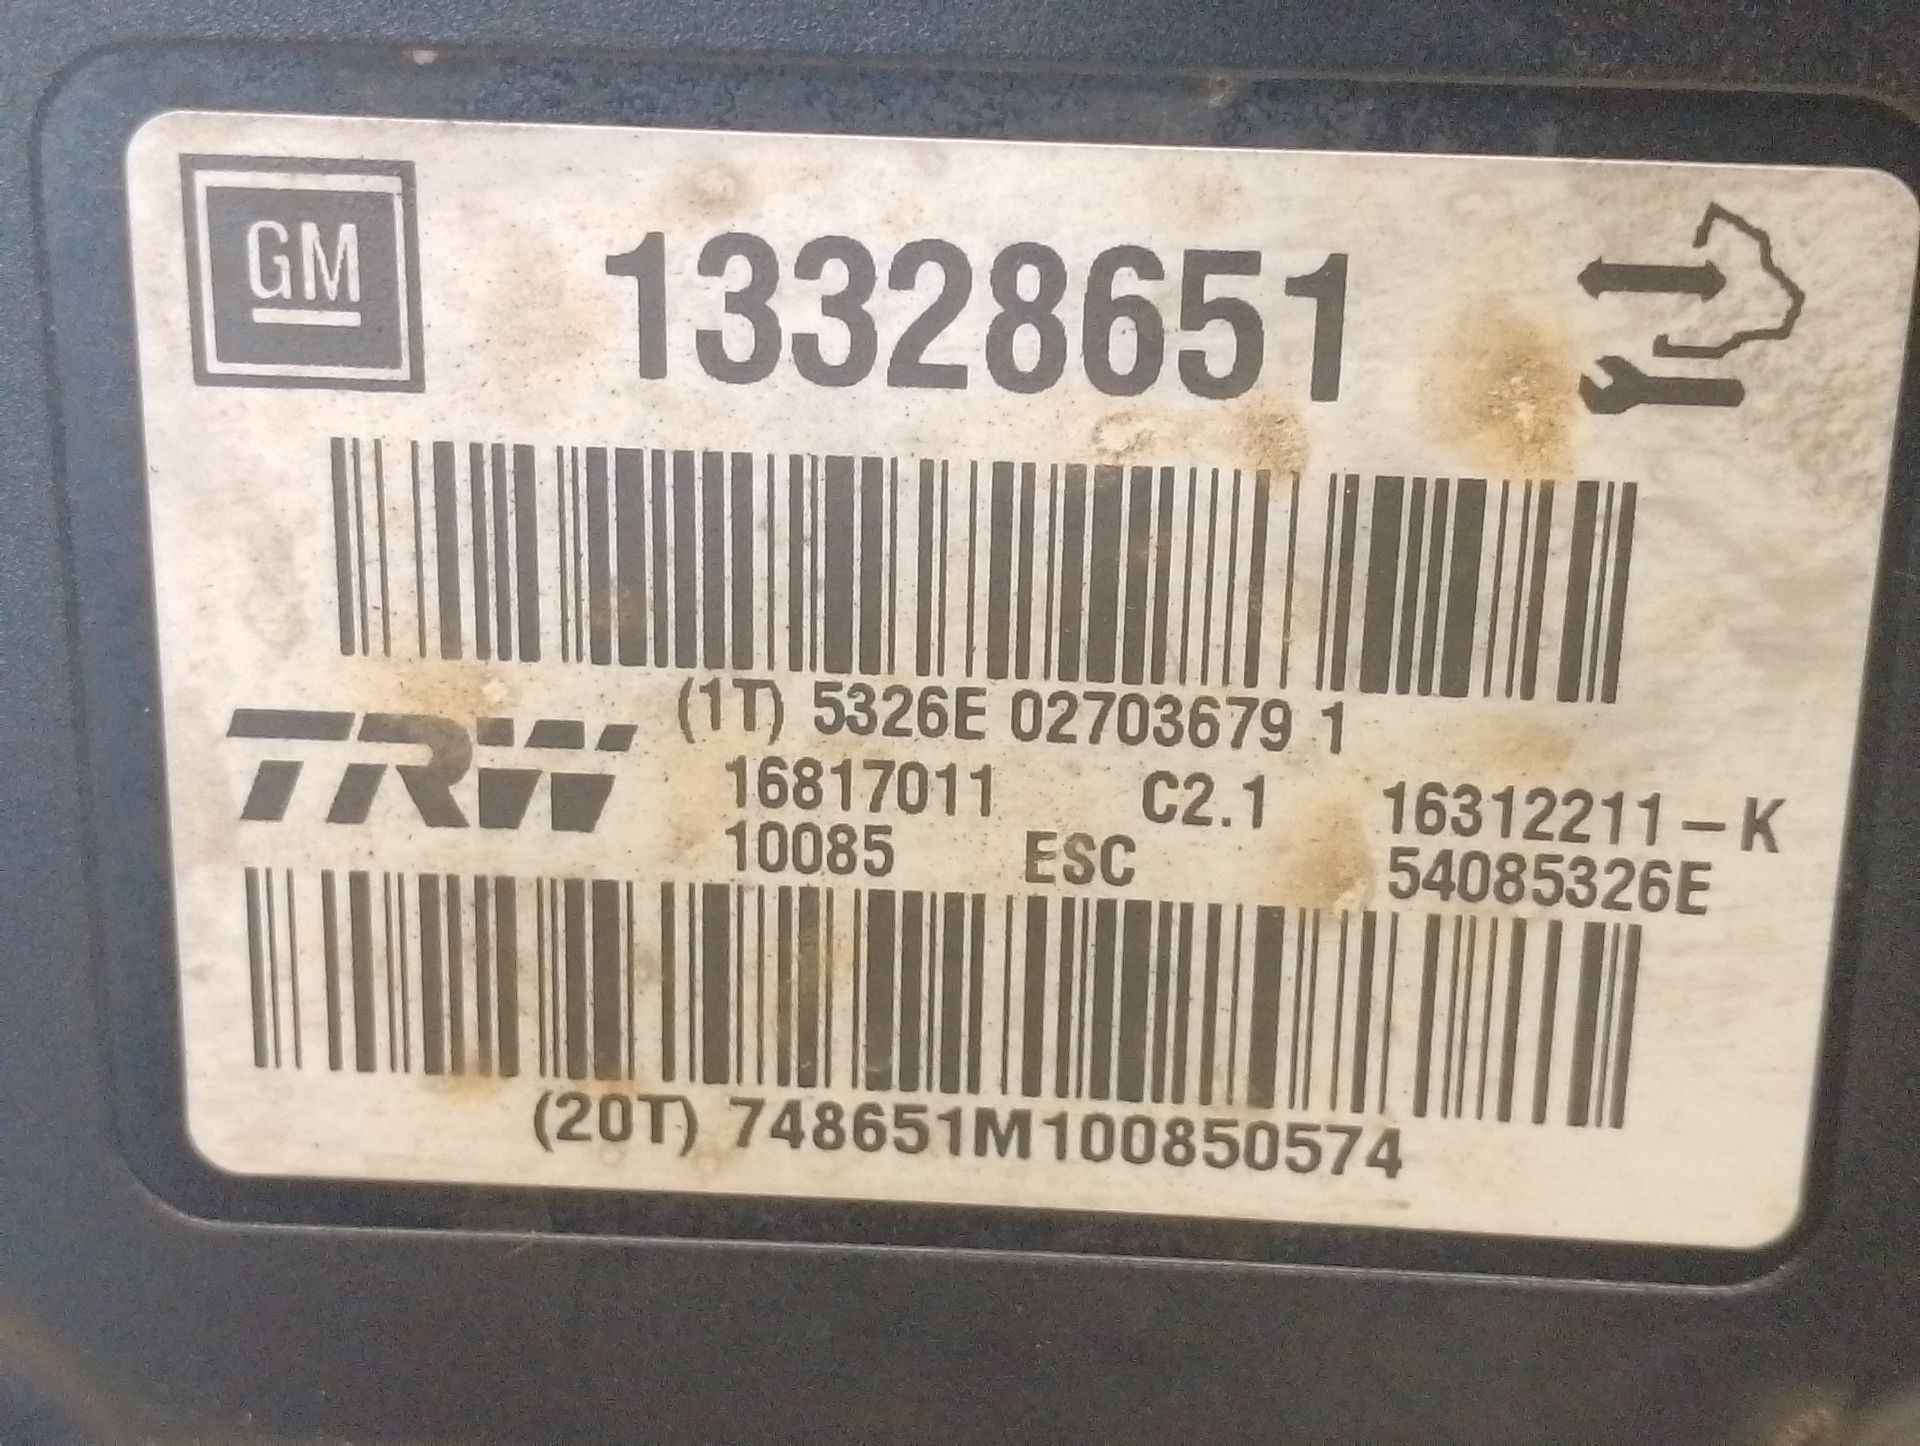 GM
13328651
(1T) 5326E 02703679 1
TRW
16817011 C2.1 16312211-K
10085 ESC 54085326E
(20T) 748651M100850574